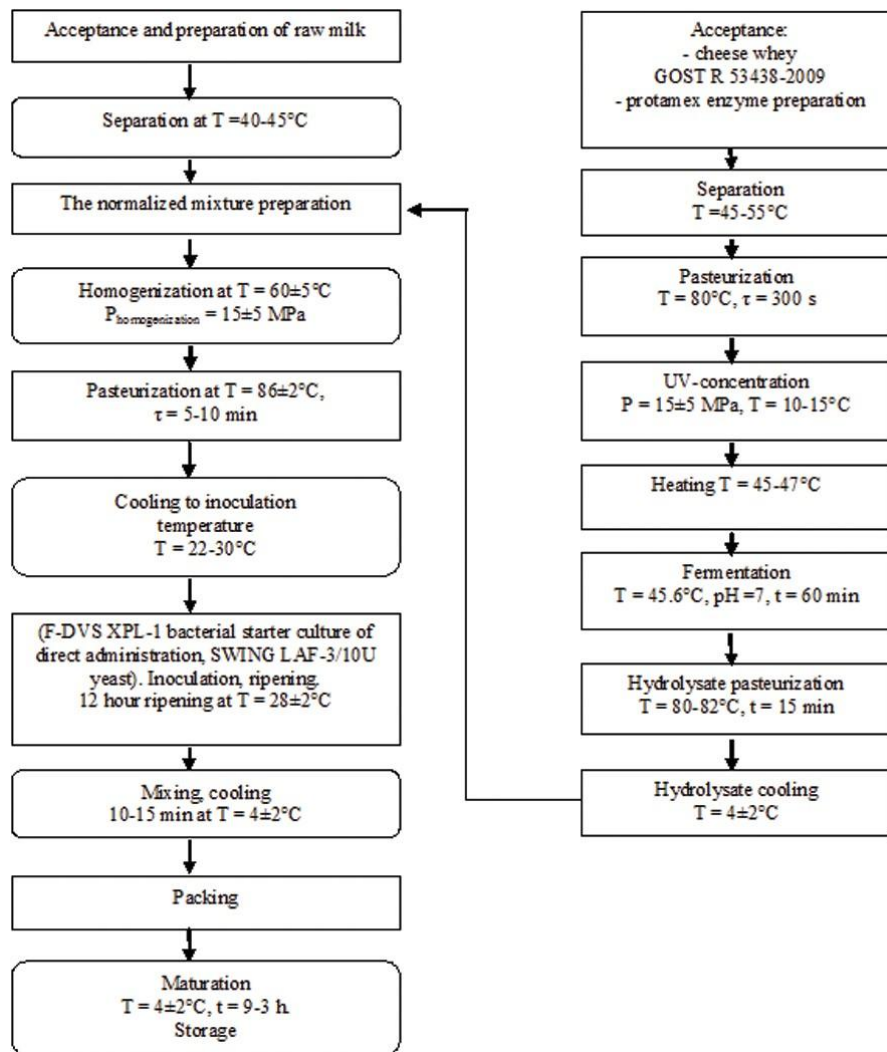 Acceptance and preparation of raw milk
Separation at T =40-45°C
The normalized mixture preparation
Homogenization at T = 60±5°C
Phomogenization = 15±5 MPa
Pasteurization at T = 86±2°C,
τ = 5-10 min
Cooling to inoculation
temperature
T = 22-30°C
(F-DVS XPL-1 bacterial starter culture of
direct administration, SWING LAF-3/10U
yeast). Inoculation, ripening.
12 hour ripening at T = 28±2°C
Mixing, cooling
10-15 min at T = 4±2°C
Packing
Maturation
T = 4±2°C, t = 9-3 h.
Storage
Acceptance:
- cheese whey
GOST R 53438-2009
- protamex enzyme preparation
Separation
T =45-55°C
Pasteurization
T = 80°C, τ = 300 s
UV-concentration
P = 15±5 MPa, T = 10-15°C
Heating T = 45-47°C
Fermentation
T = 45.6°C, pH =7, t = 60 min
Hydrolysate pasteurization
T = 80-82°C, t = 15 min
Hydrolysate cooling
T = 4±2°C